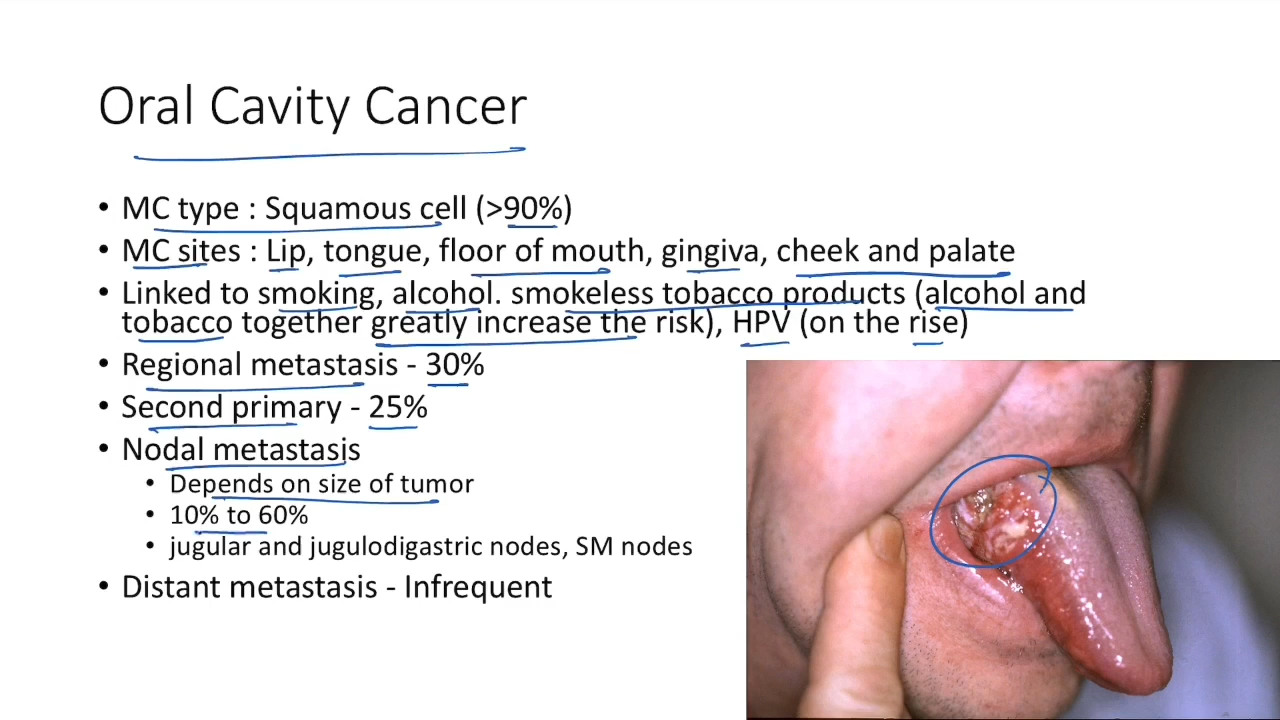 Oral Cavity Cancer
• MC type : Squamous cell (>90%)
• MC sites : Lip, tongue, floor of mouth, gingiva, cheek and palate
• Linked to smoking, alcohol. smokeless tobacco products (alcohol and
tobacco together greatly increase the risk), HPV (on the rise)
• Regional metastasis - 30%
• Second primary - 25%
• Nodal metastasis
• Depends on size of tumor
• 10% to 60%
• jugular and jugulodigastric nodes, SM nodes
• Distant metastasis - Infrequent